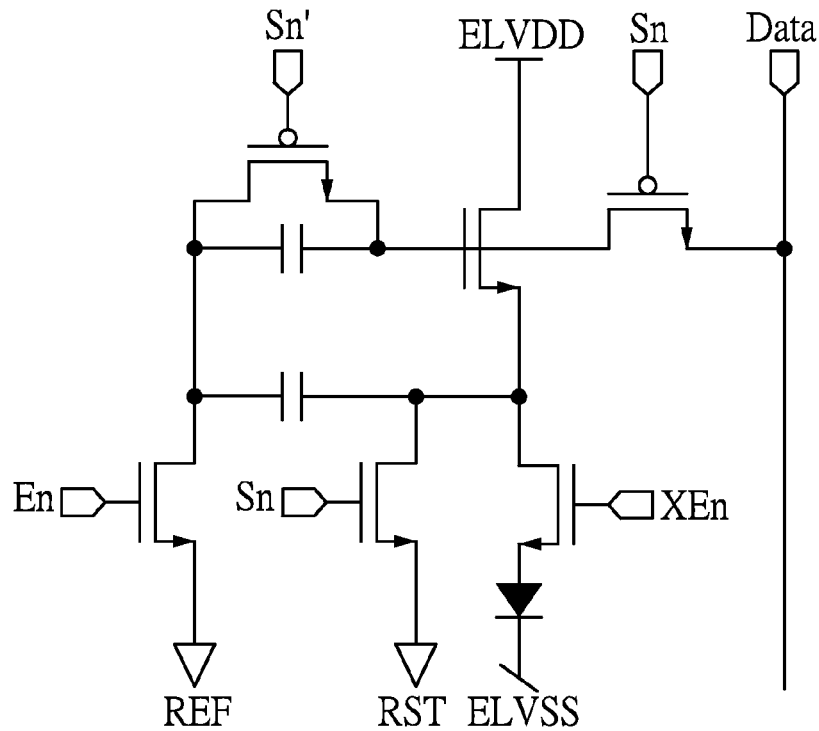 Sn'
ELVDD
Sn
Data
En
Sn
XEn
REF
RST
ELVSS